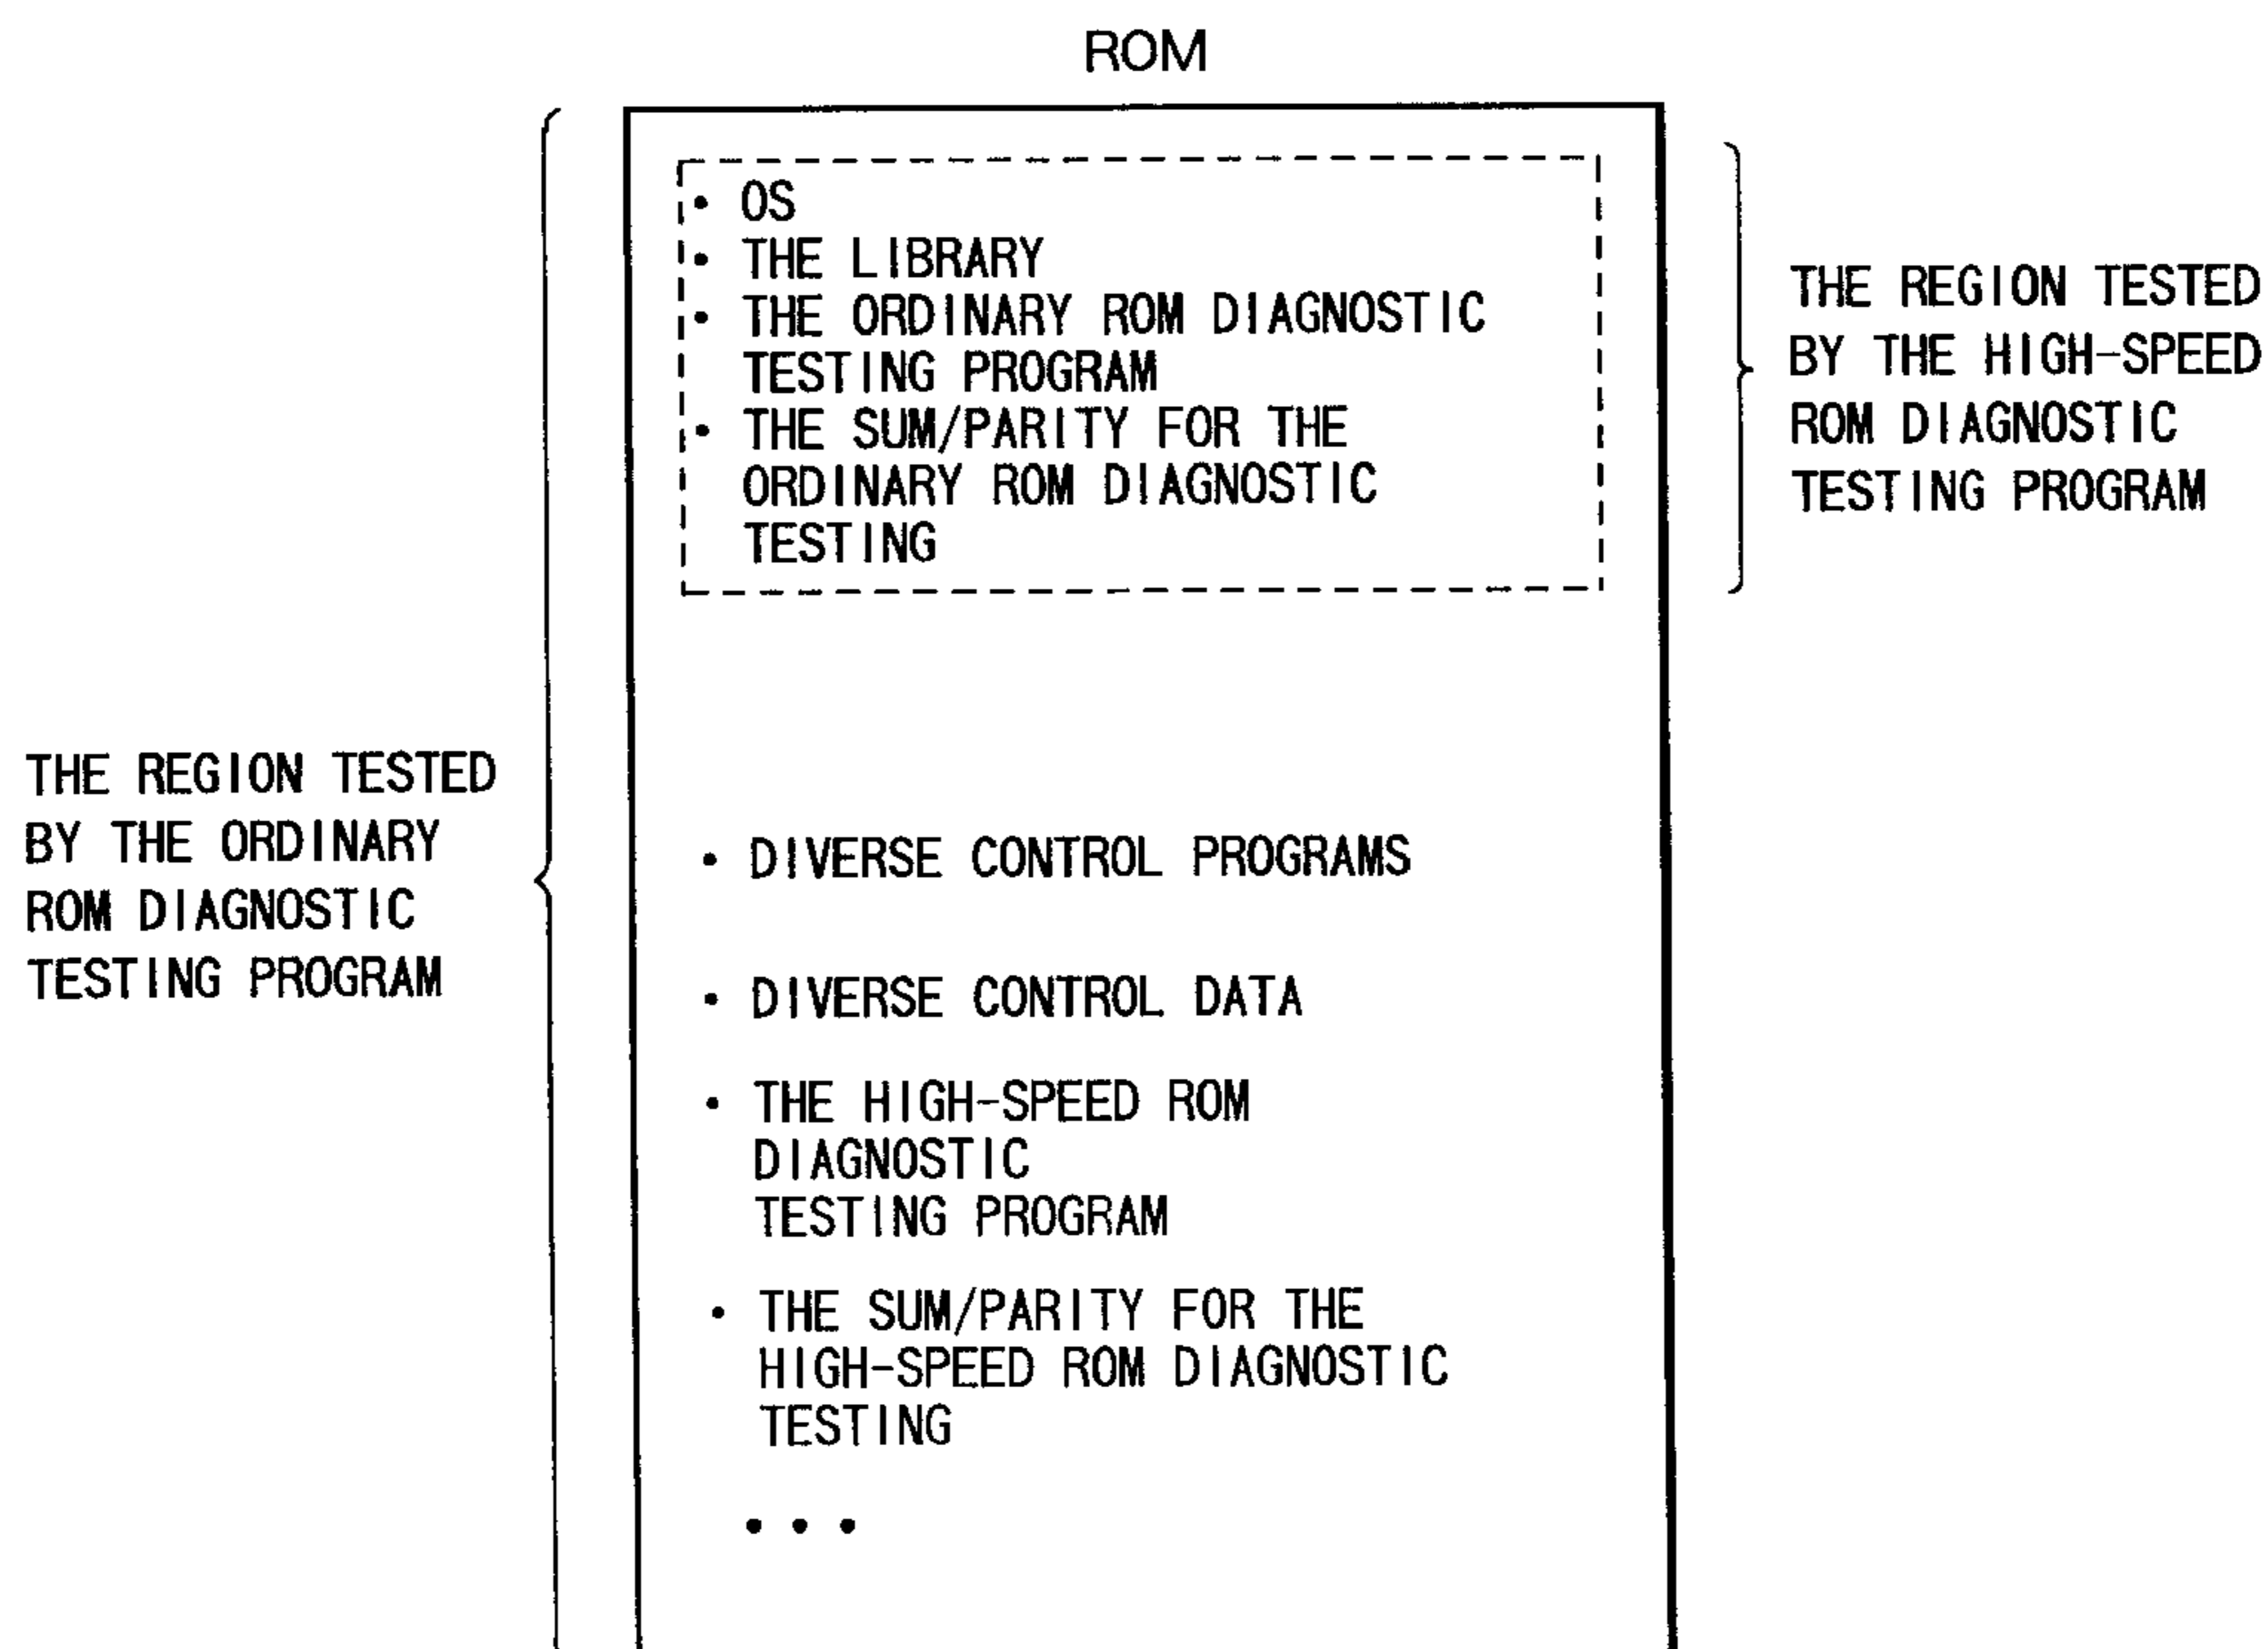 ROM
• OS
• THE LIBRARY
• THE ORDINARY ROM DIAGNOSTIC
TESTING PROGRAM
• THE SUM/PARITY FOR THE
ORDINARY ROM DIAGNOSTIC
TESTING
THE REGION TESTED
BY THE HIGH-SPEED
ROM DIAGNOSTIC
TESTING PROGRAM
THE REGION TESTED
BY THE ORDINARY
ROM DIAGNOSTIC
TESTING PROGRAM
• DIVERSE CONTROL PROGRAMS
• DIVERSE CONTROL DATA
• THE HIGH-SPEED ROM
DIAGNOSTIC
TESTING PROGRAM
• THE SUM/PARITY FOR THE
HIGH-SPEED ROM DIAGNOSTIC
TESTING
• • •